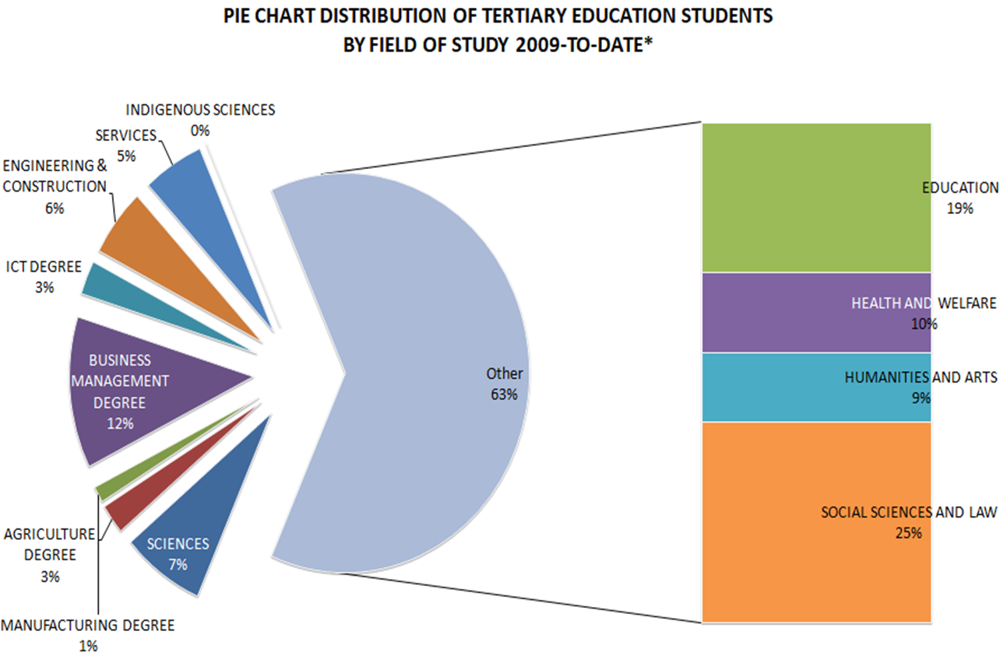 PIE CHART DISTRIBUTION OF TERTIARY EDUCATION STUDENTS
BY FIELD OF STUDY 2009-TO-DATE*
INDIGENOUS SCIENCES
0%
SERVICES
5%
ENGINEERING &
CONSTRUCTION
6%
ICT DEGREE
3%
BUSINESS
MANAGEMENT
DEGREE
12%
AGRICULTURE
DEGREE
3%
MANUFACTURING DEGREE
1%
SCIENCES
7%
Other
63%
EDUCATION
19%
HEALTH AND WELFARE
10%
HUMANITIES AND ARTS
9%
SOCIAL SCIENCES AND LAW
25%